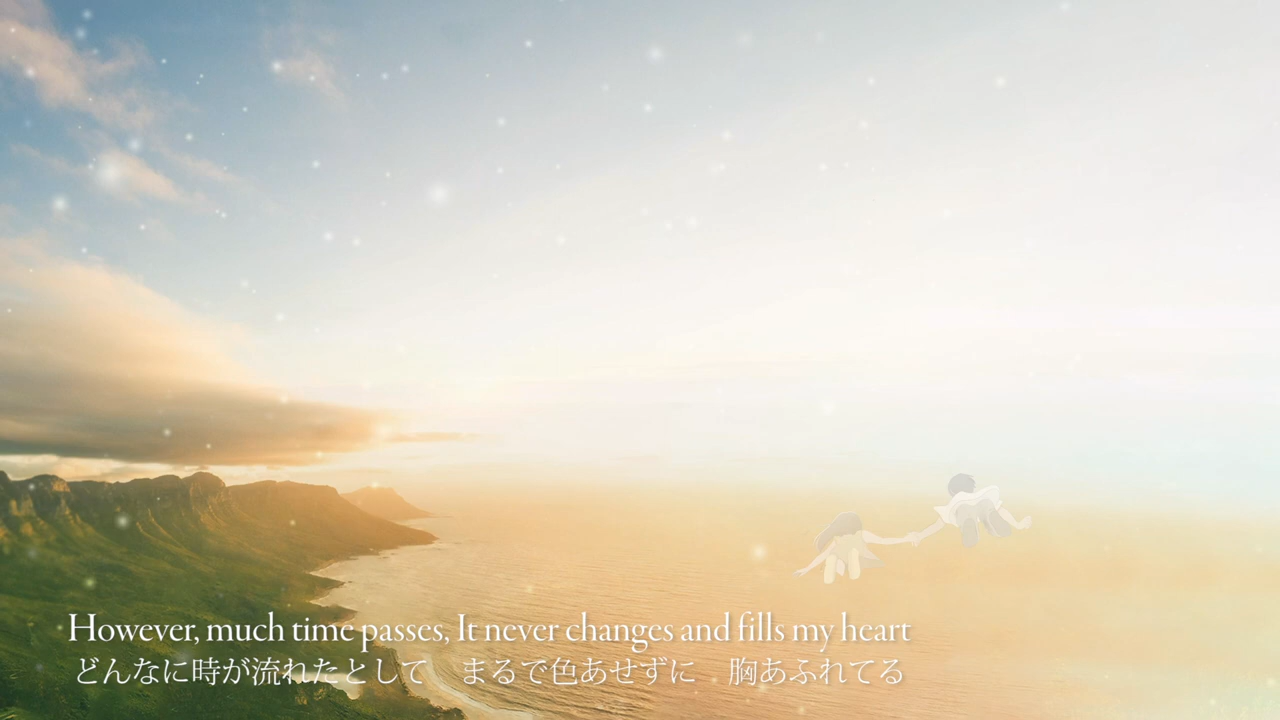 However, much time passes, It never changes and fills my heart
どんなに時が流れたとして　まるで色あせずに　胸あふれてる